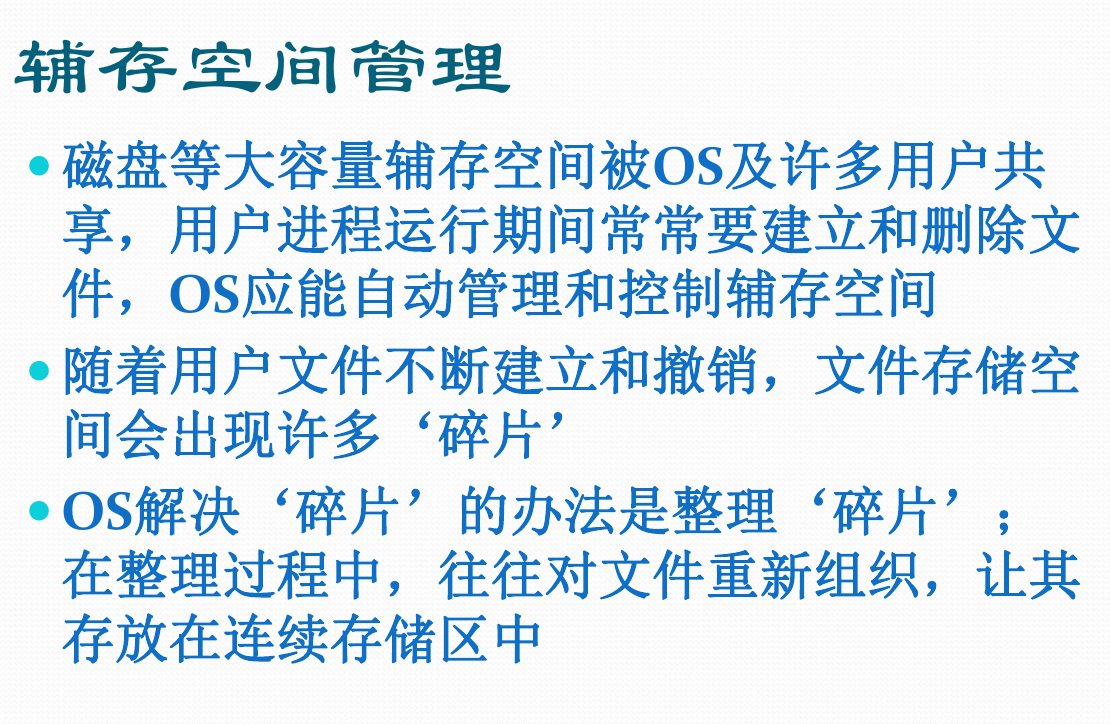 辅存空间管理
磁盘等大容量辅存空间被OS及许多用户共
享，用户进程运行期间常常要建立和删除文
件，OS应能自动管理和控制辅存空间
随着用户文件不断建立和撤销，文件存储空
间会出现许多‘碎片’
OS解决‘碎片’的办法是整理‘碎片’；
在整理过程中，往往对文件重新组织，让其
存放在连续存储区中